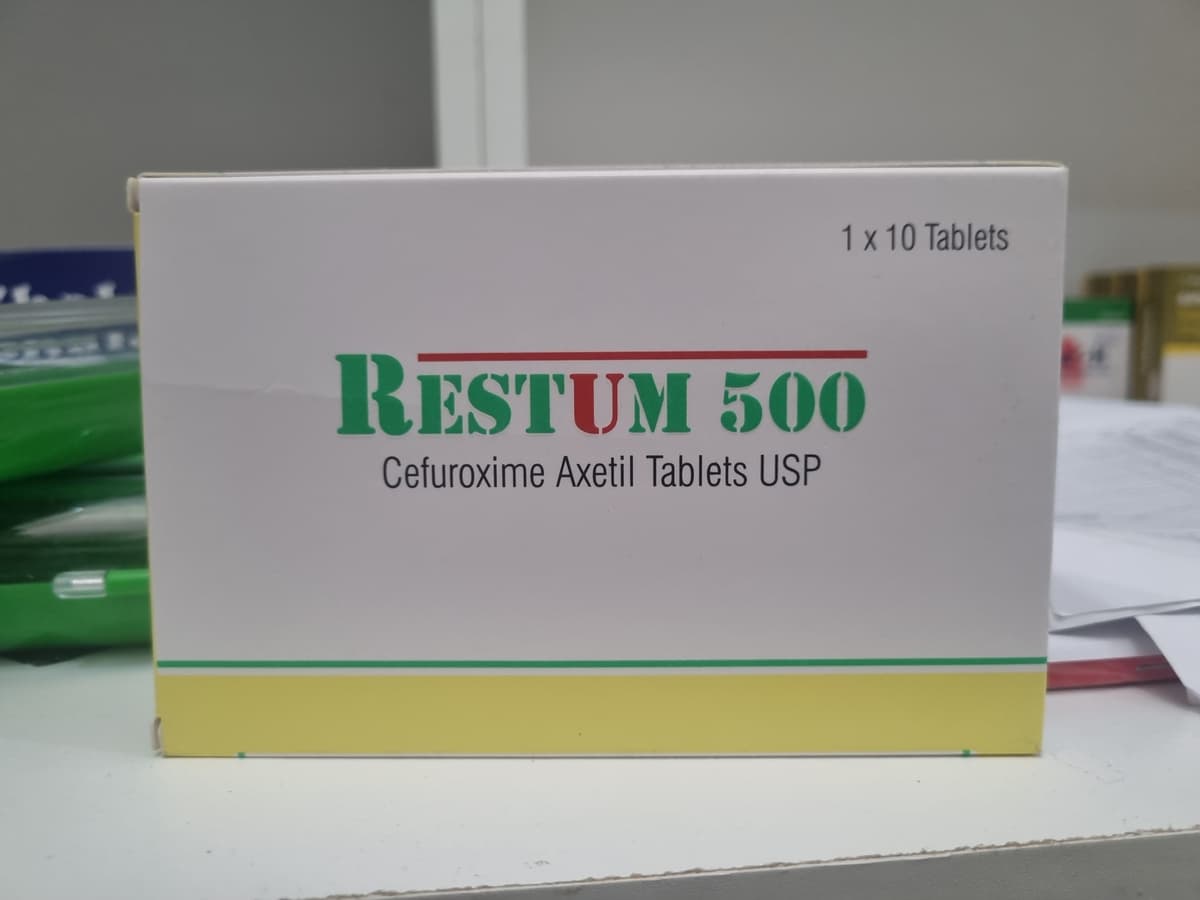 1 x 10 Tablets
RESTUM 500
Cefuroxime Axetil Tablets USP